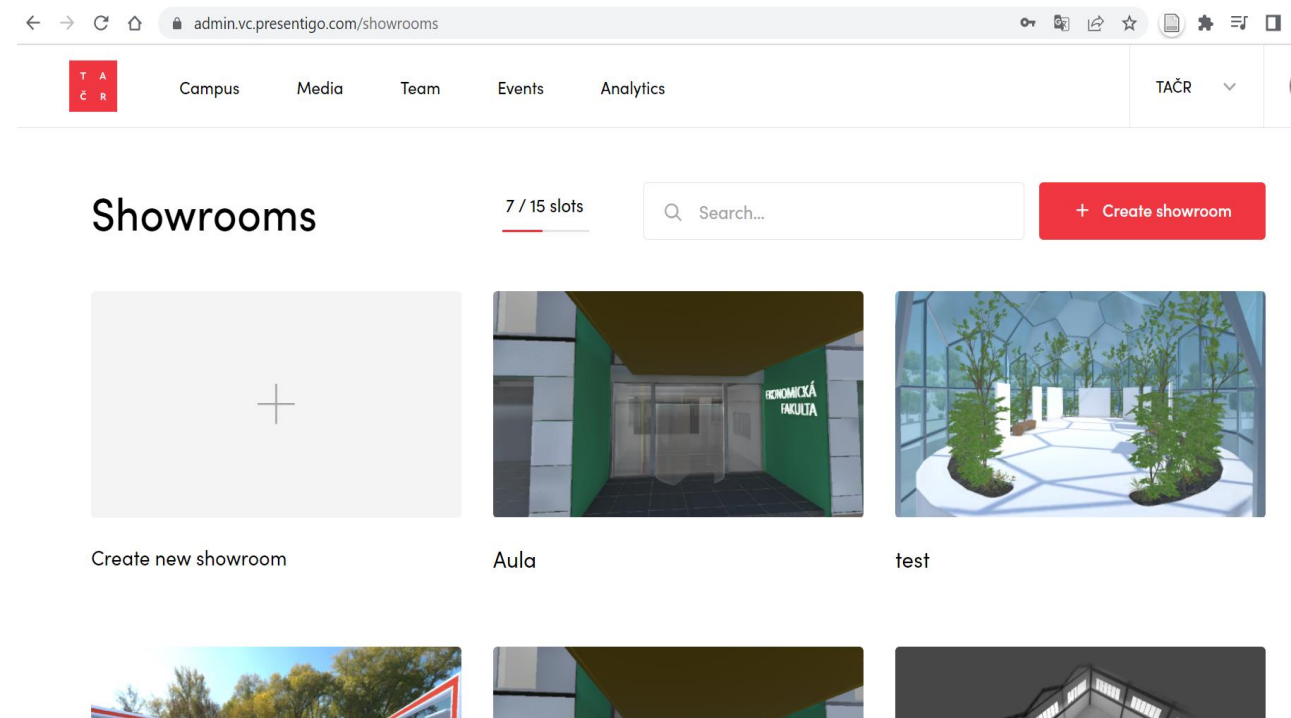 admin.vc.presentigo.com/showrooms
T A
Č R
Campus Media Team Events Analytics TAČR
Showrooms 7 / 15 slots Search... + Create showroom
EKONOMICKÁ
FAKULTA
Create new showroom Aula test